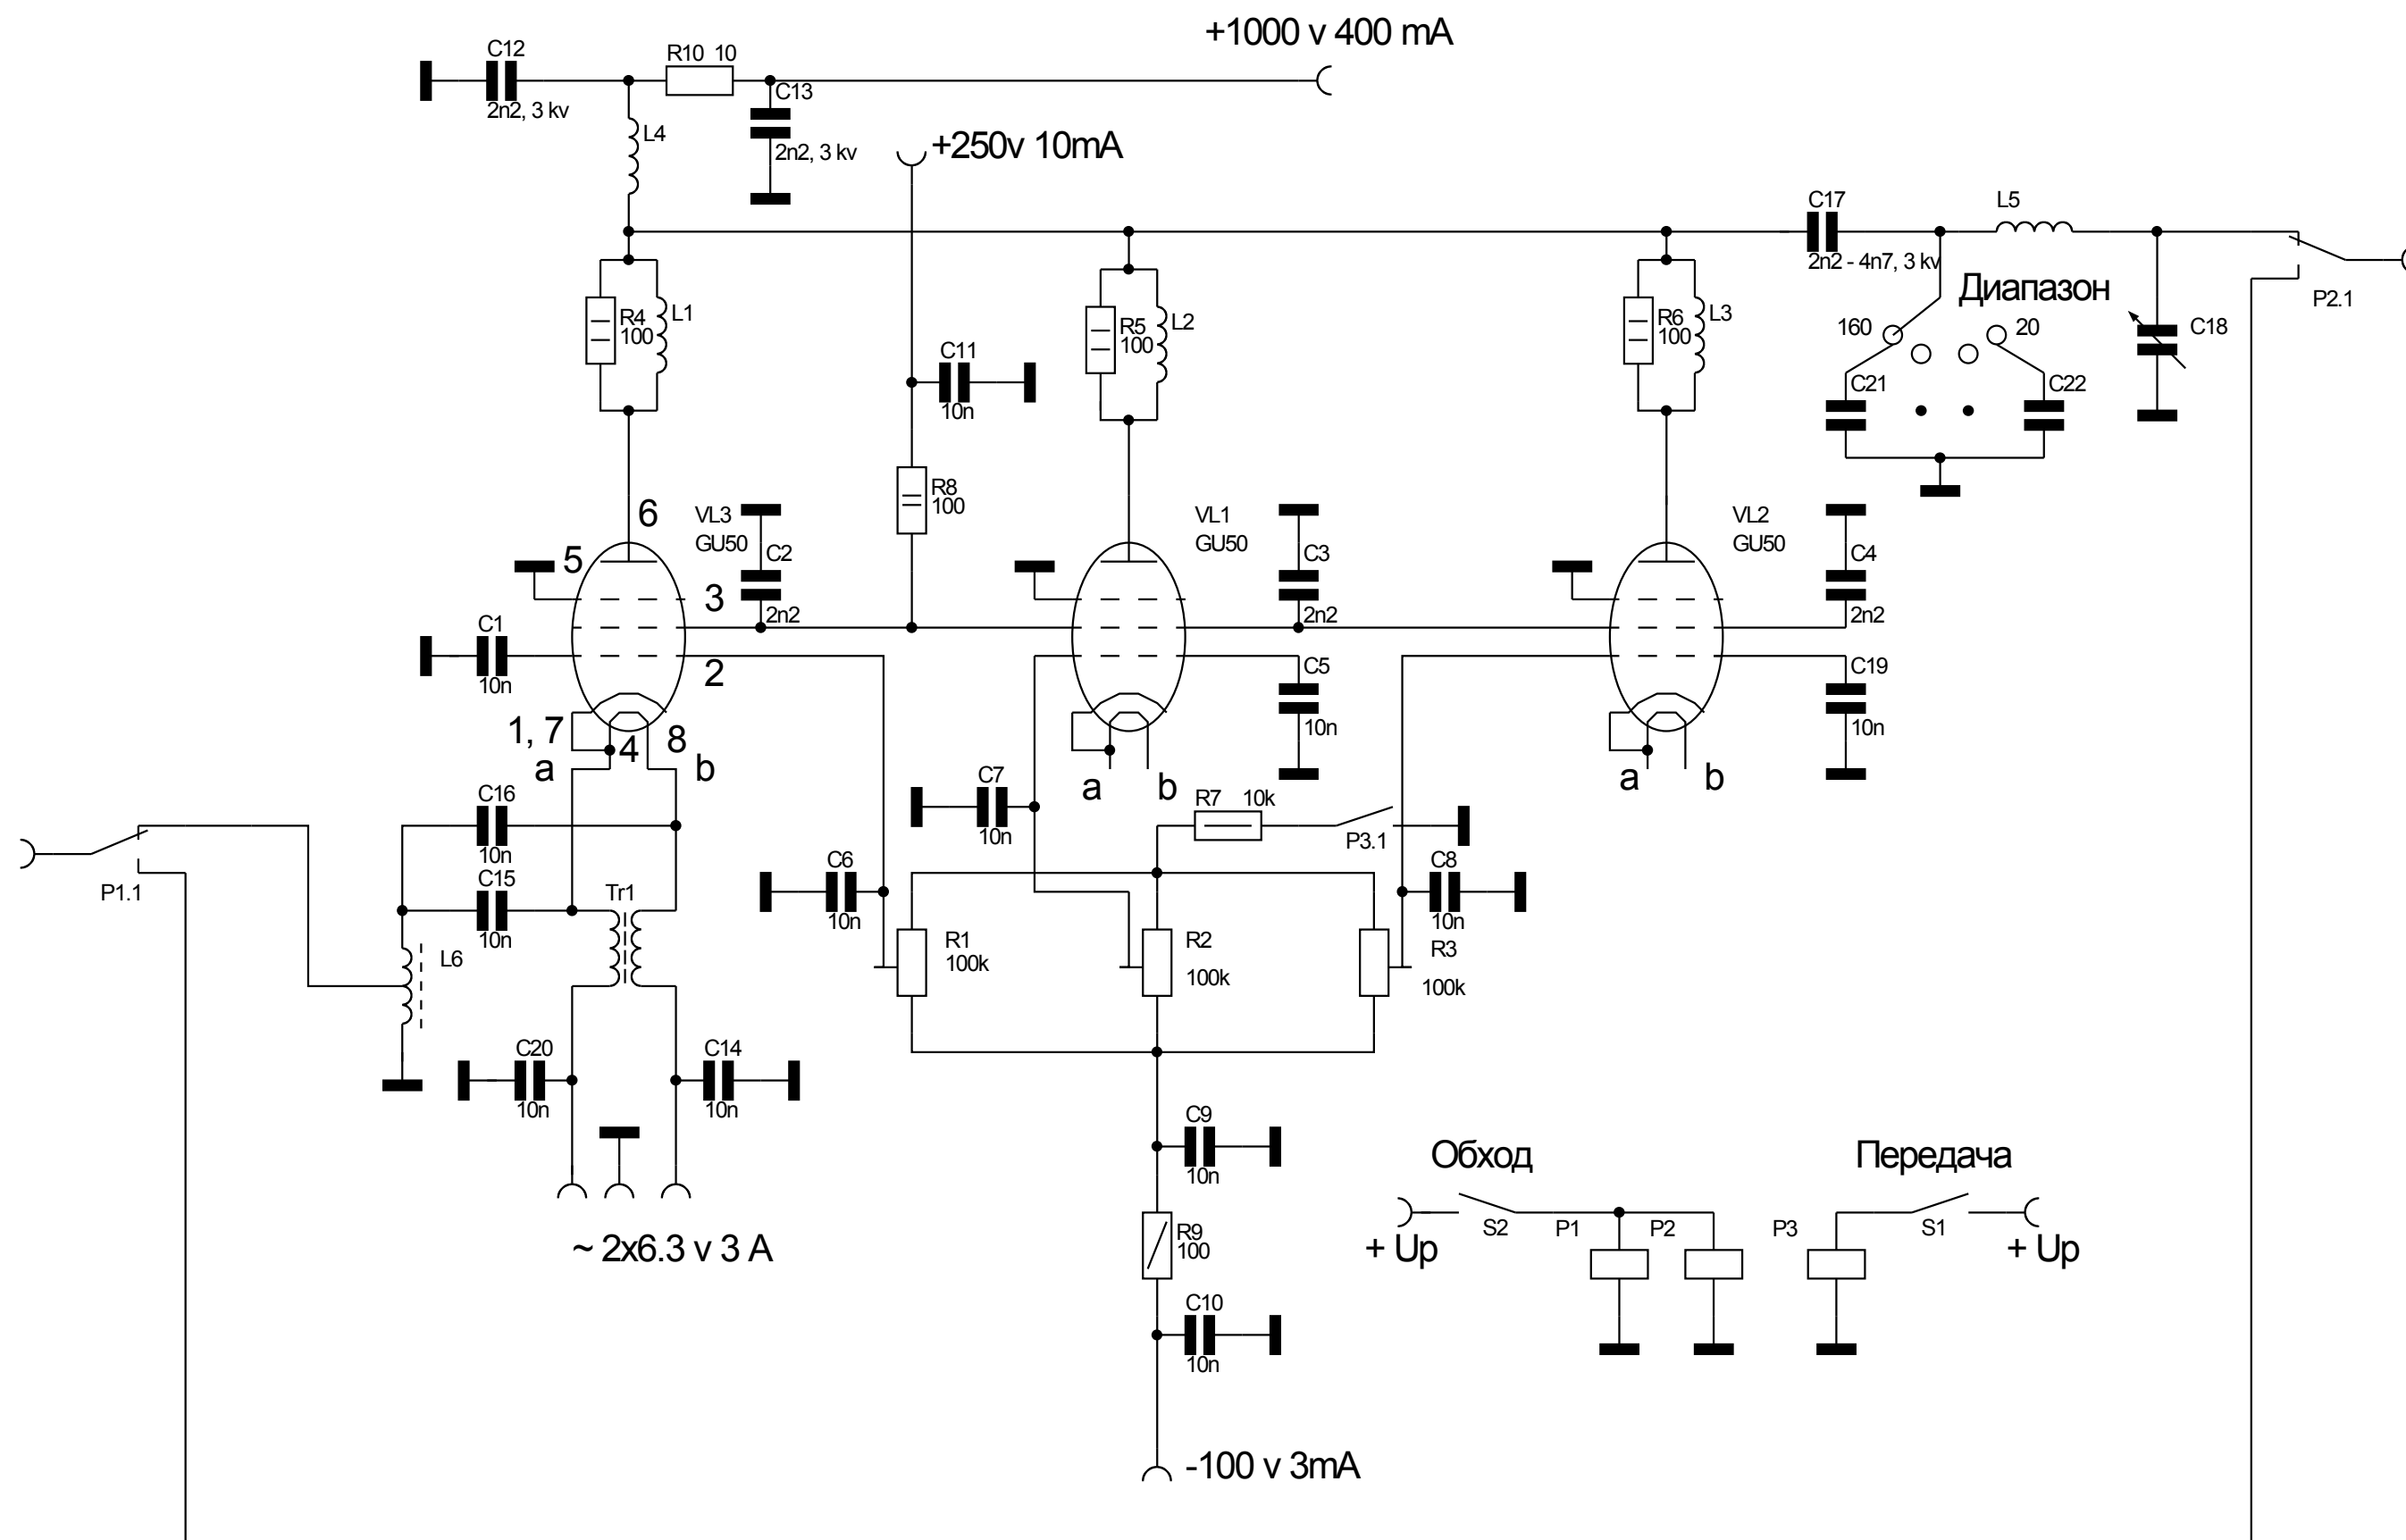 +1000 v 400 mA
C12
2n2, 3 kv
R10 10
C13
2n2, 3 kv
L4
+250v 10mA
C17
2n2 - 4n7, 3 kv
L5
P2.1
Диапазон
160
20
C18
C21
C22
R4
100
L1
R5
100
L2
R6
100
L3
C11
10n
R8
100
6
5
3
2
1, 7
4
8
a
b
VL3
GU50
C2
2n2
C1
10n
VL1
GU50
C3
2n2
C5
10n
a
b
VL2
GU50
C4
2n2
C19
10n
a
b
C7
10n
R7 10k
P3.1
C16
10n
C15
10n
P1.1
Tr1
L6
C6
10n
C8
10n
R1
100k
R2
100k
R3
100k
C20
10n
C14
10n
~ 2x6.3 v 3 A
C9
10n
R9
100
C10
10n
-100 v 3mA
Обход
Передача
S2
P1
P2
P3
S1
+ Up
+ Up